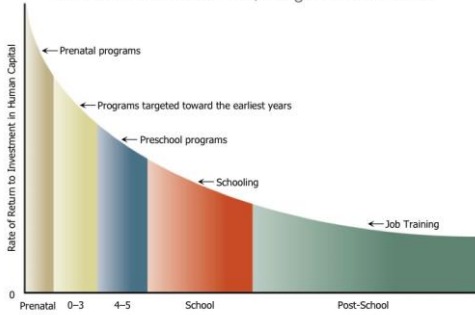 Prenatal programs
Programs targeted toward the earliest years
Preschool programs
Schooling
Job Training
Rate of Return to Investment in Human Capital
0
Prenatal 0–3 4–5 School Post-School